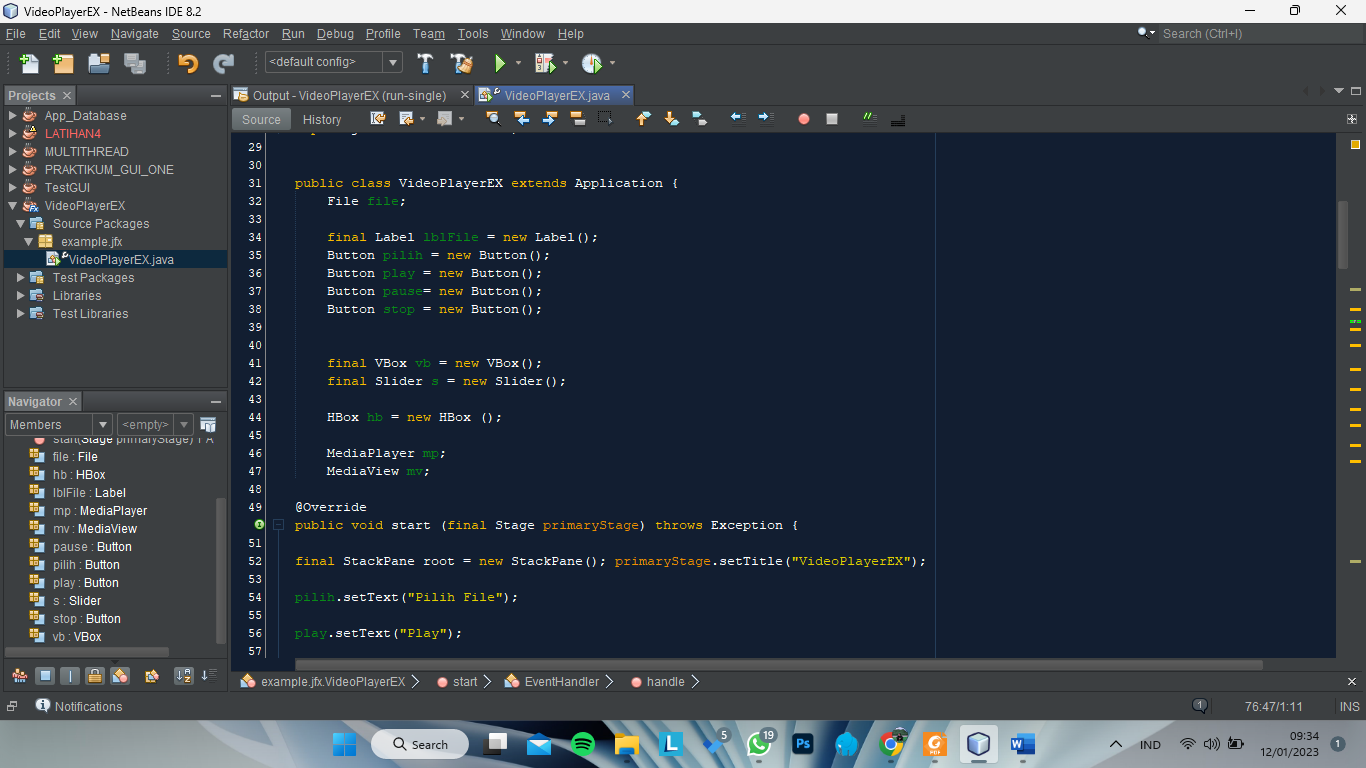 VideoPlayerEX - NetBeans IDE 8.2
File Edit View Navigate Source Refactor Run Debug Profile Team Tools Window Help
Search (Ctrl+I)
<default config>
Projects
App_Database
LATIHAN4
MULTITHREAD
PRAKTIKUM_GUI_ONE
TestGUI
VideoPlayerEX
Source Packages
example.jfx
VideoPlayerEX.java
Test Packages
Libraries
Test Libraries
Navigator
Members
<empty>
start(Stage primaryStage)
file : File
hb : HBox
lblFile : Label
mp : MediaPlayer
mv : MediaView
pause : Button
pilih : Button
play : Button
s : Slider
stop : Button
vb : VBox
Output - VideoPlayerEX (run-single)
VideoPlayerEX.java
Source History
29
30
31 public class VideoPlayerEX extends Application {
32 File file;
33
34 final Label lblFile = new Label();
35 Button pilih = new Button();
36 Button play = new Button();
37 Button pause= new Button();
38 Button stop = new Button();
39
40
41 final VBox vb = new VBox();
42 final Slider s = new Slider();
43
44 HBox hb = new HBox ();
45
46 MediaPlayer mp;
47 MediaView mv;
48
49 @Override
public void start (final Stage primaryStage) throws Exception {
51
52 final StackPane root = new StackPane(); primaryStage.setTitle("VideoPlayerEX");
53
54 pilih.setText("Pilih File");
55
56 play.setText("Play");
57
example.jfx.VideoPlayerEX start EventHandler handle
Notifications
1
76:47/1:11
INS
Search
5
19
Ps
L
W
IND
09:34
12/01/2023
1